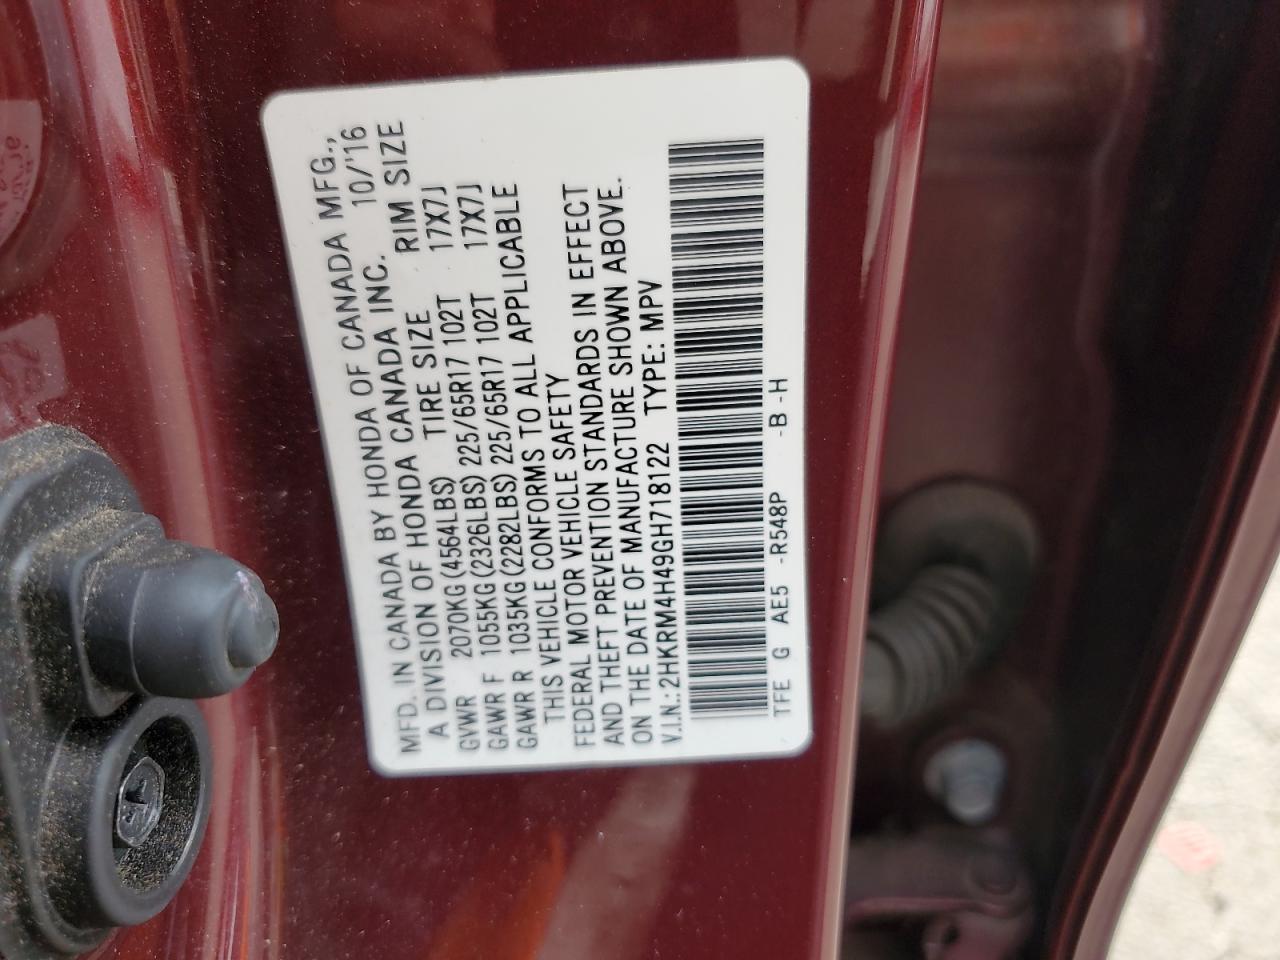 MFD. IN CANADA BY HONDA OF CANADA MFG.,
A DIVISION OF HONDA CANADA INC. 10/'16
TIRE SIZE RIM SIZE
GVWR 2070KG (4564LBS)
GAWR F 1055KG (2326LBS) 225/65R17 102T 17X7J
GAWR R 1035KG (2282LBS) 225/65R17 102T 17X7J
THIS VEHICLE CONFORMS TO ALL APPLICABLE
FEDERAL MOTOR VEHICLE SAFETY
AND THEFT PREVENTION STANDARDS IN EFFECT
ON THE DATE OF MANUFACTURE SHOWN ABOVE.
V.I.N.: 2HKRM4H49GH718122 TYPE: MPV
TFE G AE5 -R548P -B -H